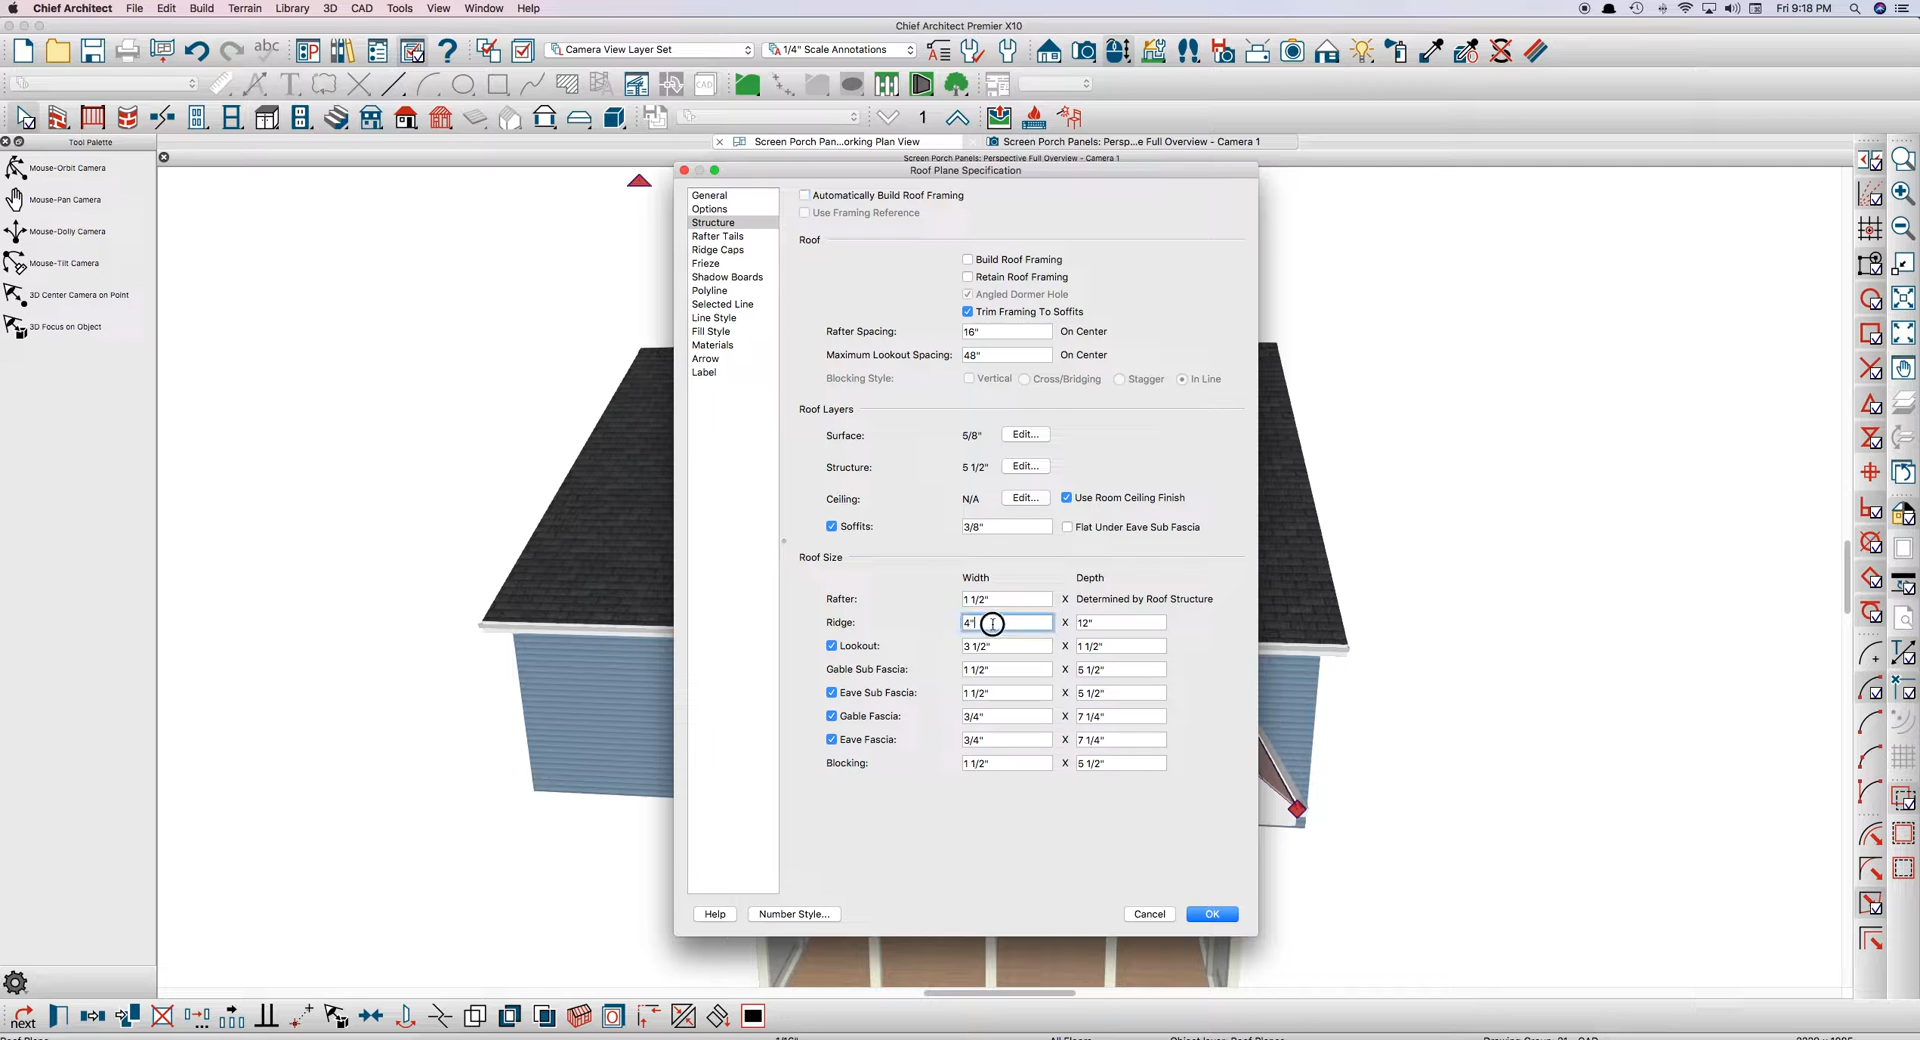 Chief Architect File Edit Build Terrain Library 3D CAD Tools View Window Help Fri 9:18 PM
Chief Architect Premier X10
abc Camera View Layer Set 1/4" Scale Annotations
CAD
1
Tool Palette
Screen Porch Pan...orking Plan View Screen Porch Panels: Persp...e Full Overview - Camera 1
Screen Porch Panels: Perspective Full Overview - Camera 1
Mouse-Orbit Camera
Mouse-Pan Camera
Mouse-Dolly Camera
Mouse-Tilt Camera
3D Center Camera on Point
3D Focus on Object
Roof Plane Specification
General
Options
Structure
Rafter Tails
Ridge Caps
Frieze
Shadow Boards
Polyline
Selected Line
Line Style
Fill Style
Materials
Arrow
Label
Automatically Build Roof Framing
Use Framing Reference
Roof
Build Roof Framing
Retain Roof Framing
Angled Dormer Hole
Trim Framing To Soffits
Rafter Spacing: 16" On Center
Maximum Lookout Spacing: 48" On Center
Blocking Style: Vertical Cross/Bridging Stagger In Line
Roof Layers
Surface: 5/8" Edit...
Structure: 5 1/2" Edit...
Ceiling: N/A Edit... Use Room Ceiling Finish
Soffits: 3/8" Flat Under Eave Sub Fascia
Roof Size
Width Depth
Rafter: 1 1/2" X Determined by Roof Structure
Ridge: 4" X 12"
Lookout: 3 1/2" X 1 1/2"
Gable Sub Fascia: 1 1/2" X 5 1/2"
Eave Sub Fascia: 1 1/2" X 5 1/2"
Gable Fascia: 3/4" X 7 1/4"
Eave Fascia: 3/4" X 7 1/4"
Blocking: 1 1/2" X 5 1/2"
Help Number Style... Cancel OK
next